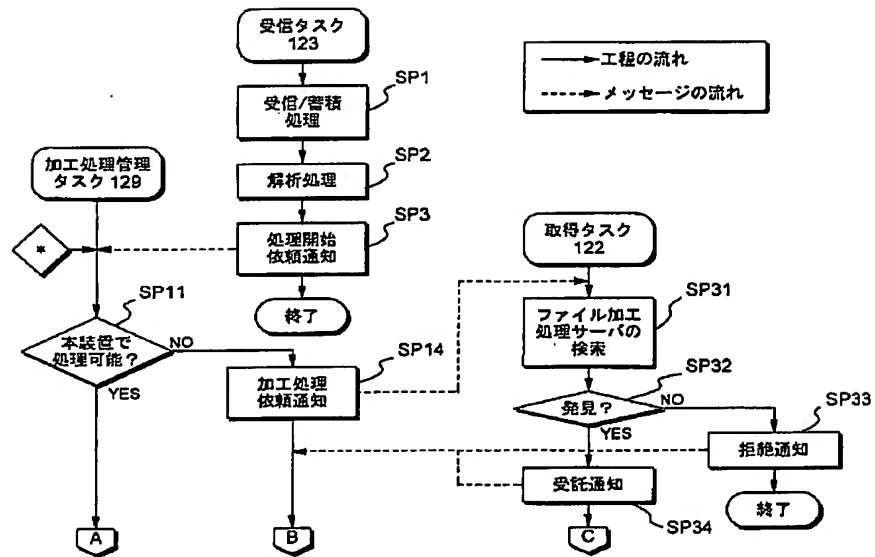 受信タスク
123
工程の流れ
メッセージの流れ
SP1
受信/蓄積
処理
SP2
加工処理管理
タスク 129
解析処理
SP3
処理開始
依頼通知
*
取得タスク
122
終了
SP11
SP31
本装置で
処理可能？
NO
YES
SP14
加工処理
依頼通知
ファイル加工
処理サーバの
検索
SP32
発見？
NO
YES
SP33
拒絶通知
受託通知
SP34
終了
A
B
C